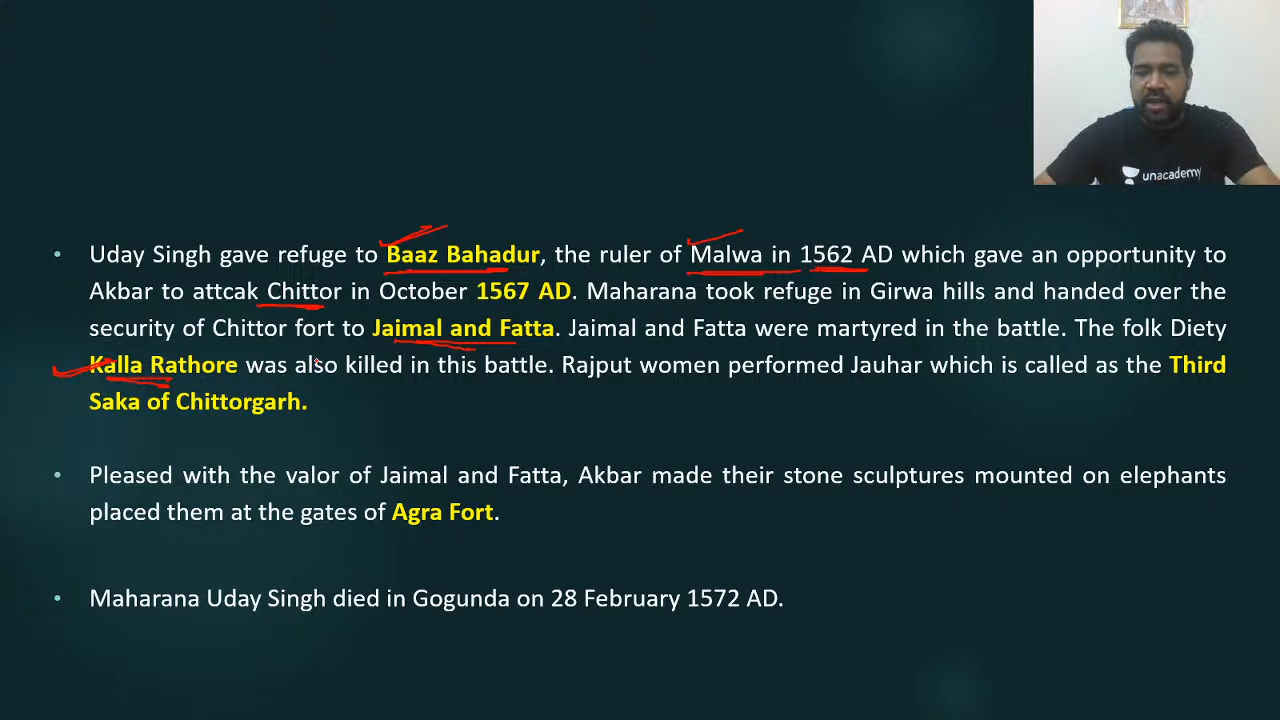 unacademy
• Uday Singh gave refuge to Baaz Bahadur, the ruler of Malwa in 1562 AD which gave an opportunity to
Akbar to attcak Chittor in October 1567 AD. Maharana took refuge in Girwa hills and handed over the
security of Chittor fort to Jaimal and Fatta. Jaimal and Fatta were martyred in the battle. The folk Diety
Kalla Rathore was also killed in this battle. Rajput women performed Jauhar which is called as the Third
Saka of Chittorgarh.
• Pleased with the valor of Jaimal and Fatta, Akbar made their stone sculptures mounted on elephants
placed them at the gates of Agra Fort.
• Maharana Uday Singh died in Gogunda on 28 February 1572 AD.